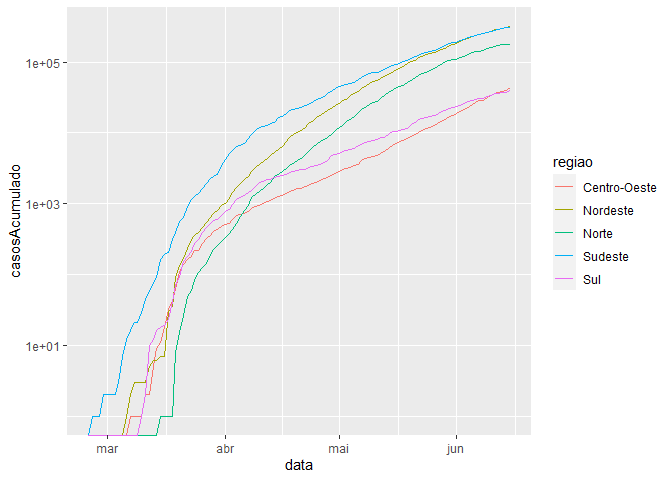 1e+05
1e+03
1e+01
casosAcumulado
mar
abr
mai
jun
data
regiao
Centro-Oeste
Nordeste
Norte
Sudeste
Sul